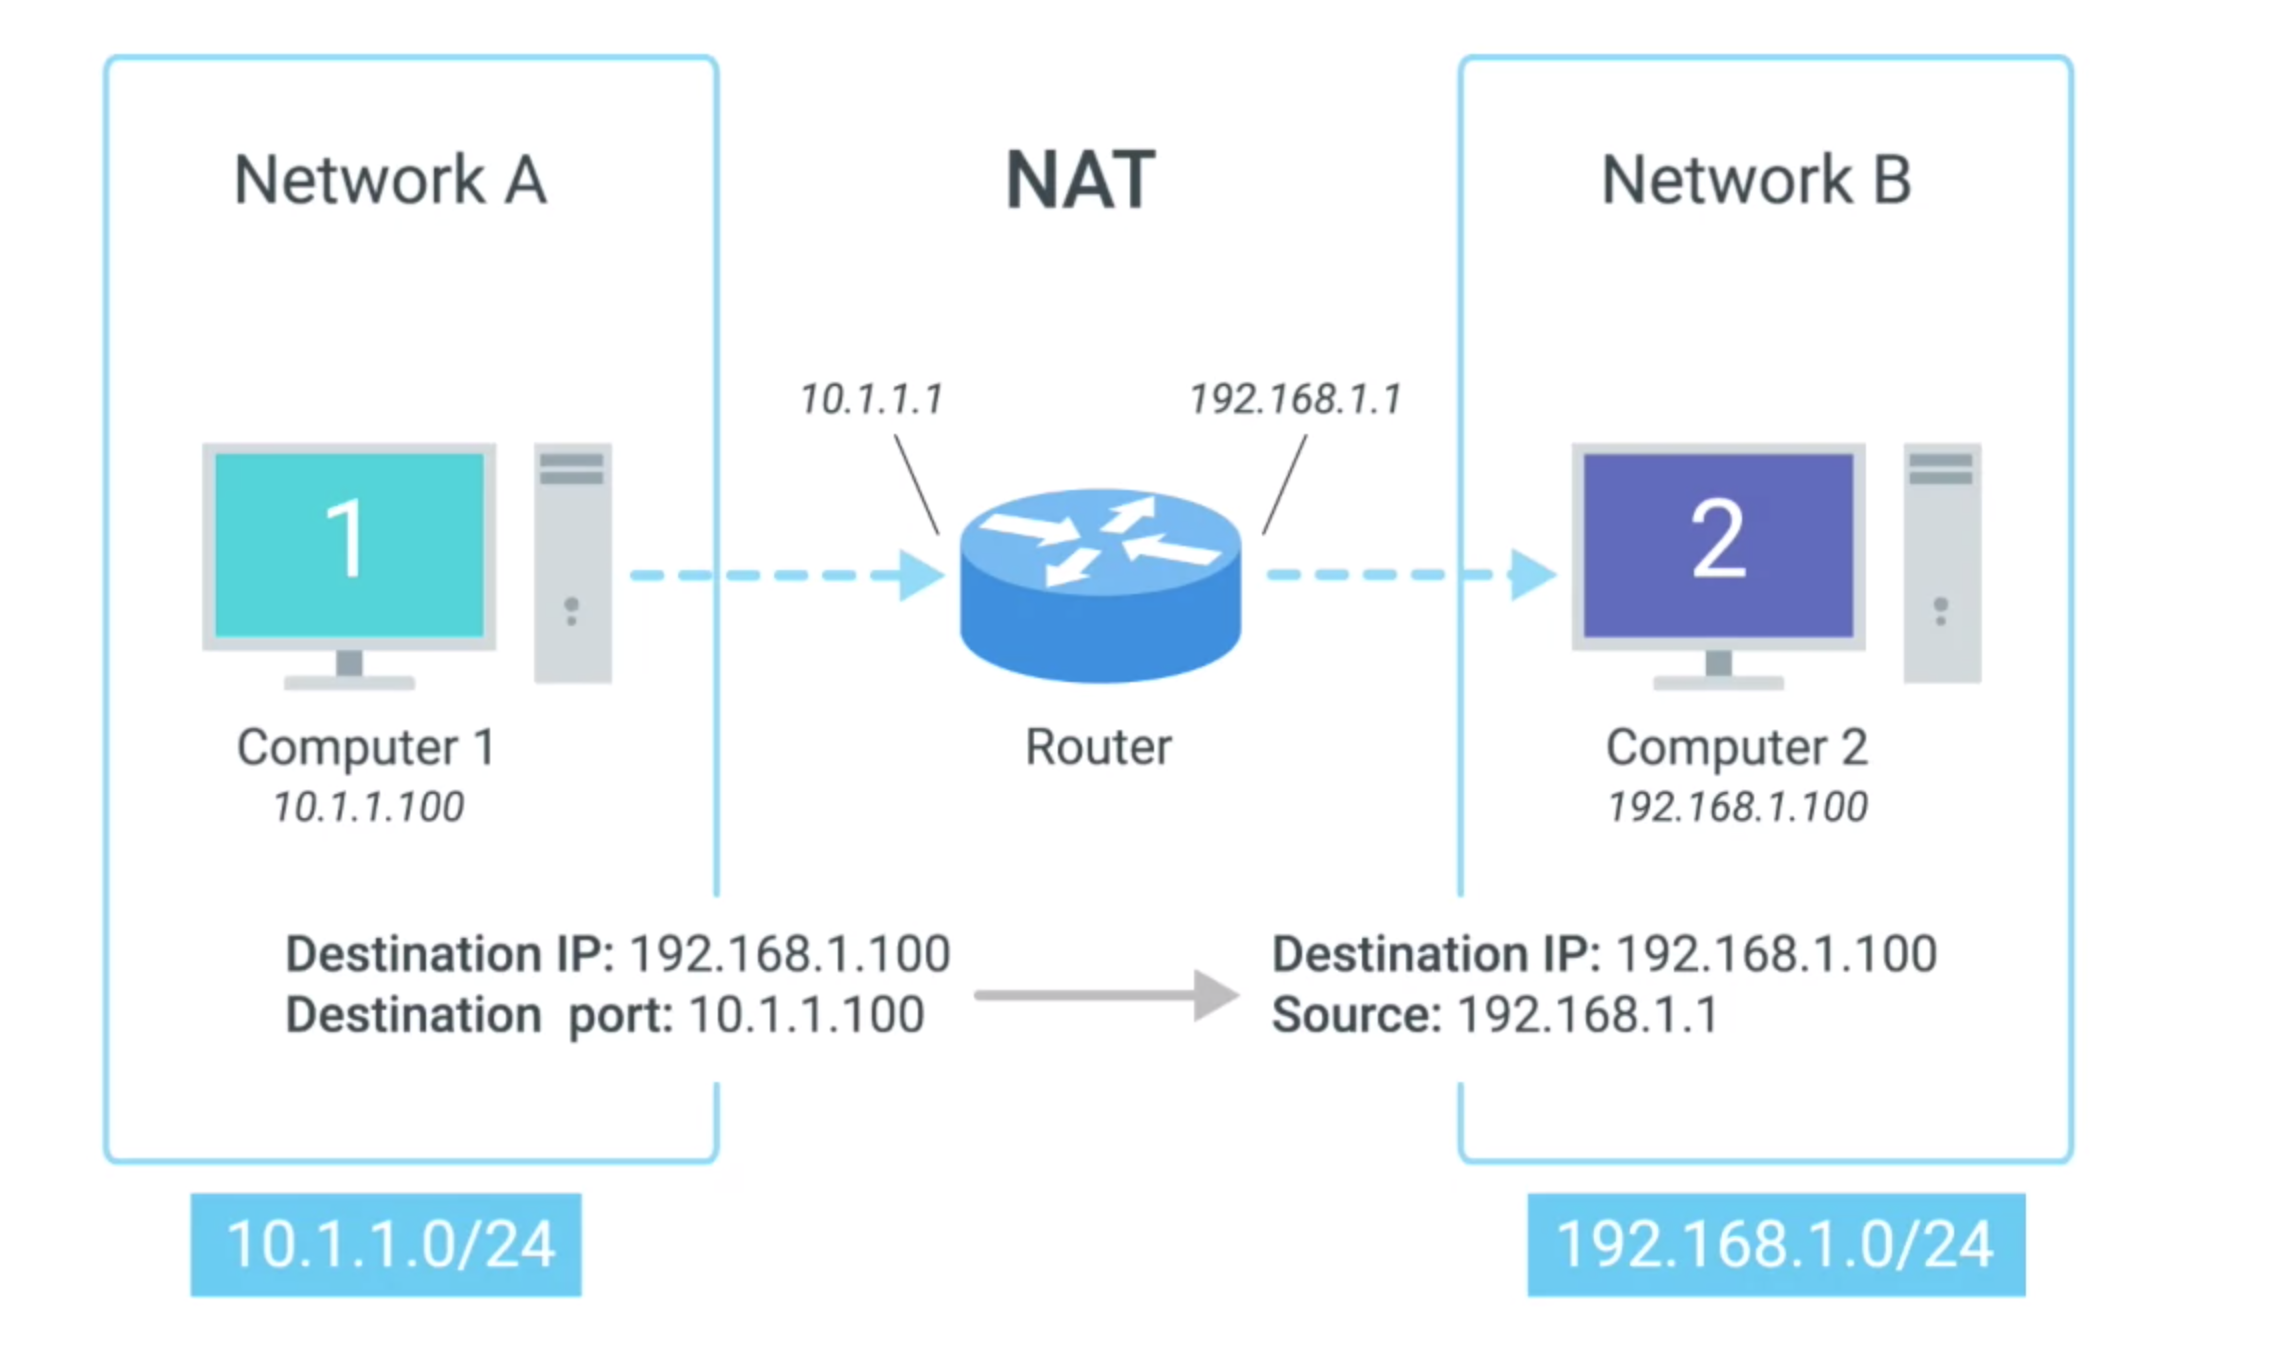 Network A
NAT
Network B
10.1.1.1
192.168.1.1
1
2
Computer 1
10.1.1.100
Router
Computer 2
192.168.1.100
Destination IP: 192.168.1.100
Destination port: 10.1.1.100
Destination IP: 192.168.1.100
Source: 192.168.1.1
10.1.1.0/24
192.168.1.0/24